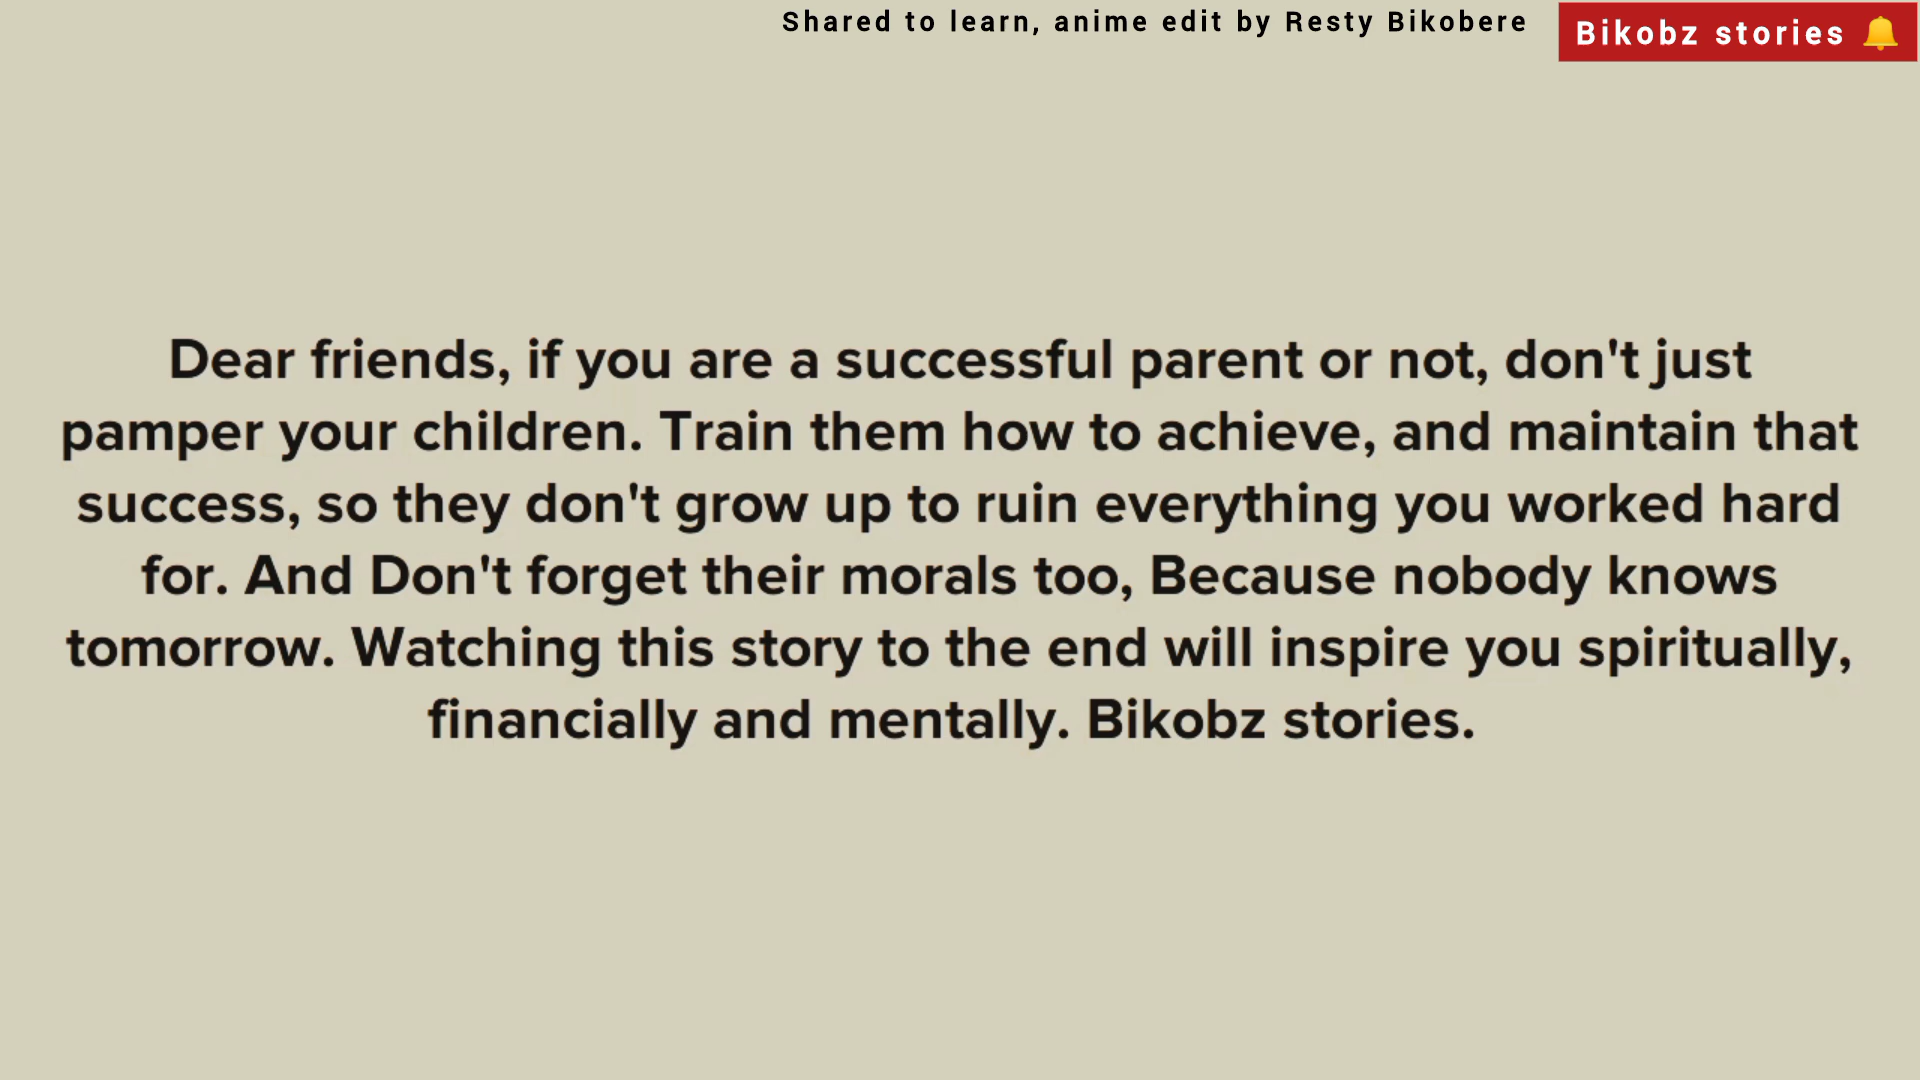 Shared to learn, anime edit by Resty Bikobere
Bikobz stories 🔔
Dear friends, if you are a successful parent or not, don't just
pamper your children. Train them how to achieve, and maintain that
success, so they don't grow up to ruin everything you worked hard
for. And Don't forget their morals too, Because nobody knows
tomorrow. Watching this story to the end will inspire you spiritually,
financially and mentally. Bikobz stories.